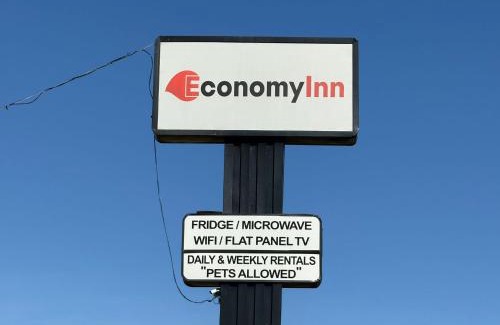 EconomyInn
FRIDGE / MICROWAVE
WIFI / FLAT PANEL TV
DAILY & WEEKLY RENTALS
"PETS ALLOWED"